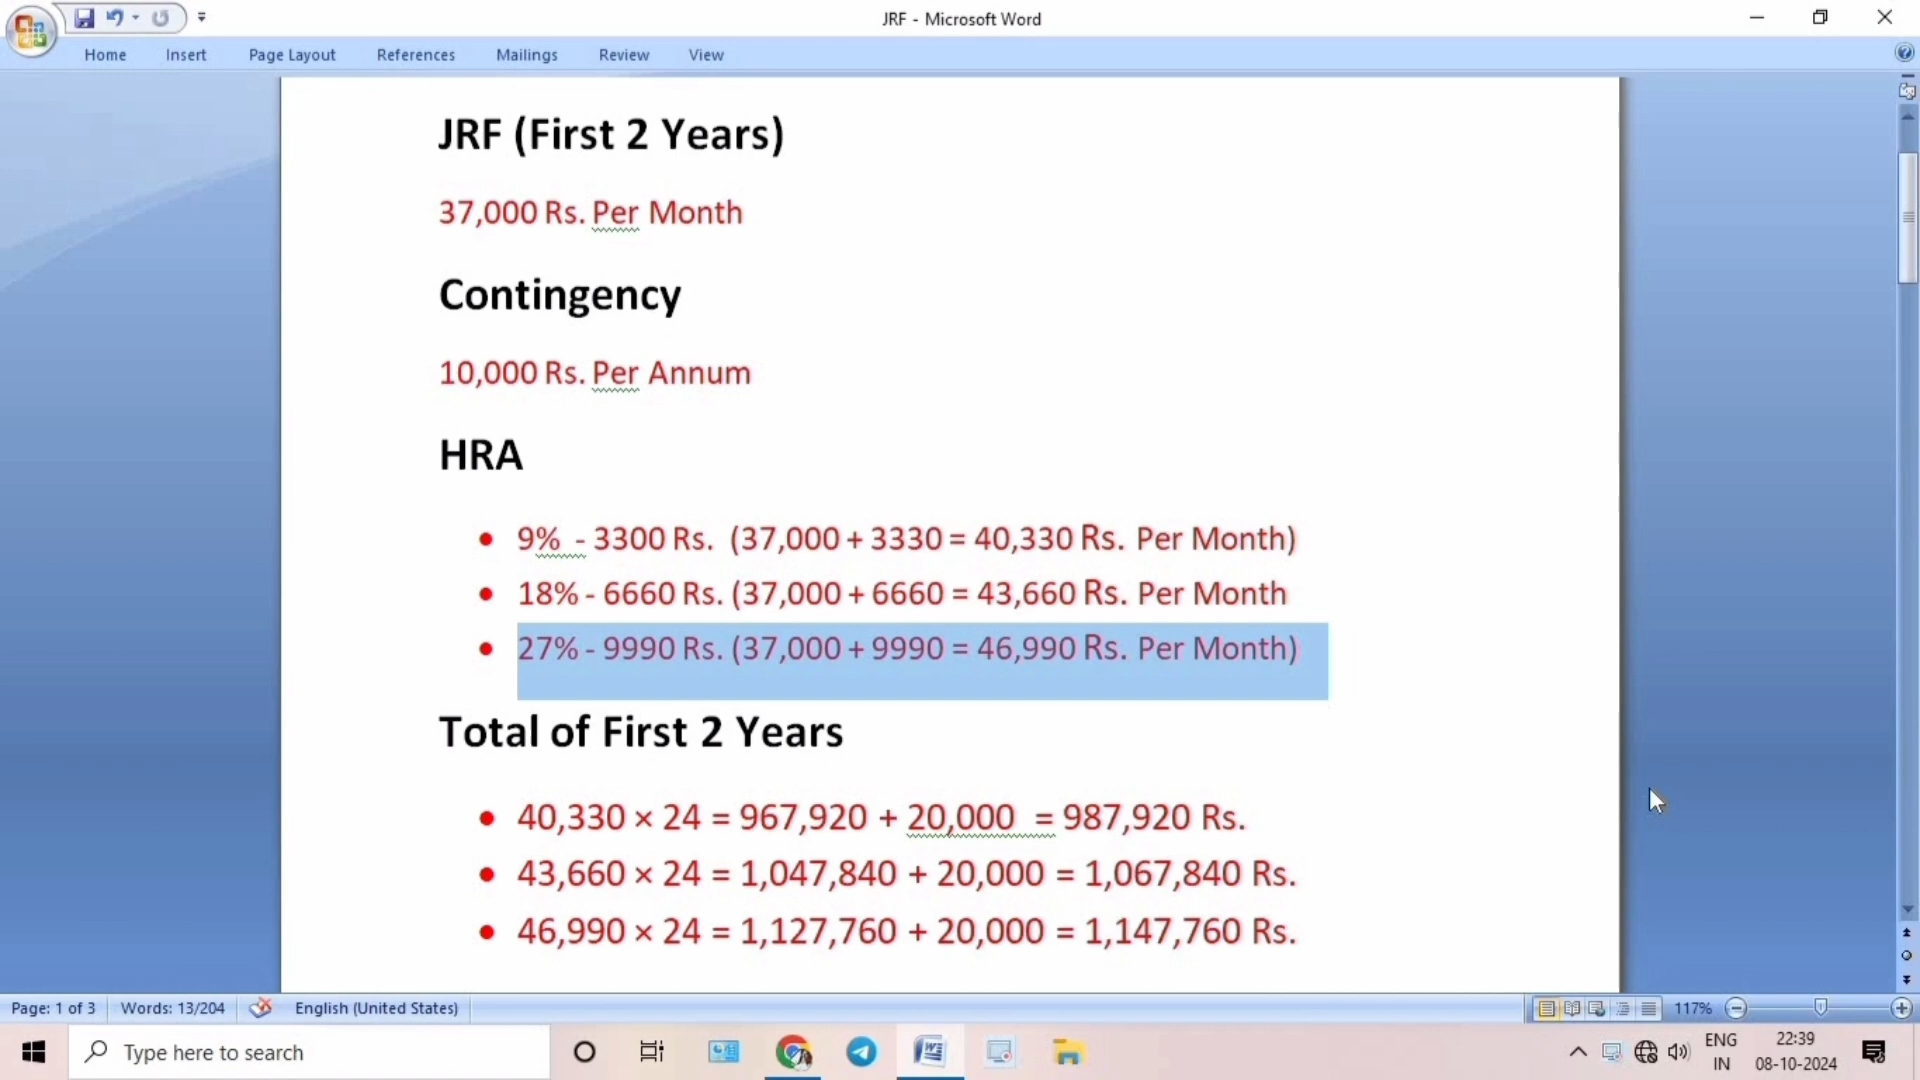 JRF - Microsoft Word
Home Insert Page Layout References Mailings Review View
JRF (First 2 Years)
37,000 Rs. Per Month
Contingency
10,000 Rs. Per Annum
HRA
• 9% - 3300 Rs. (37,000 + 3330 = 40,330 Rs. Per Month)
• 18% - 6660 Rs. (37,000 + 6660 = 43,660 Rs. Per Month
• 27% - 9990 Rs. (37,000 + 9990 = 46,990 Rs. Per Month)
Total of First 2 Years
• 40,330 × 24 = 967,920 + 20,000 = 987,920 Rs.
• 43,660 × 24 = 1,047,840 + 20,000 = 1,067,840 Rs.
• 46,990 × 24 = 1,127,760 + 20,000 = 1,147,760 Rs.
Page: 1 of 3 Words: 13/204 English (United States) 117%
Type here to search
ENG
IN
22:39
08-10-2024